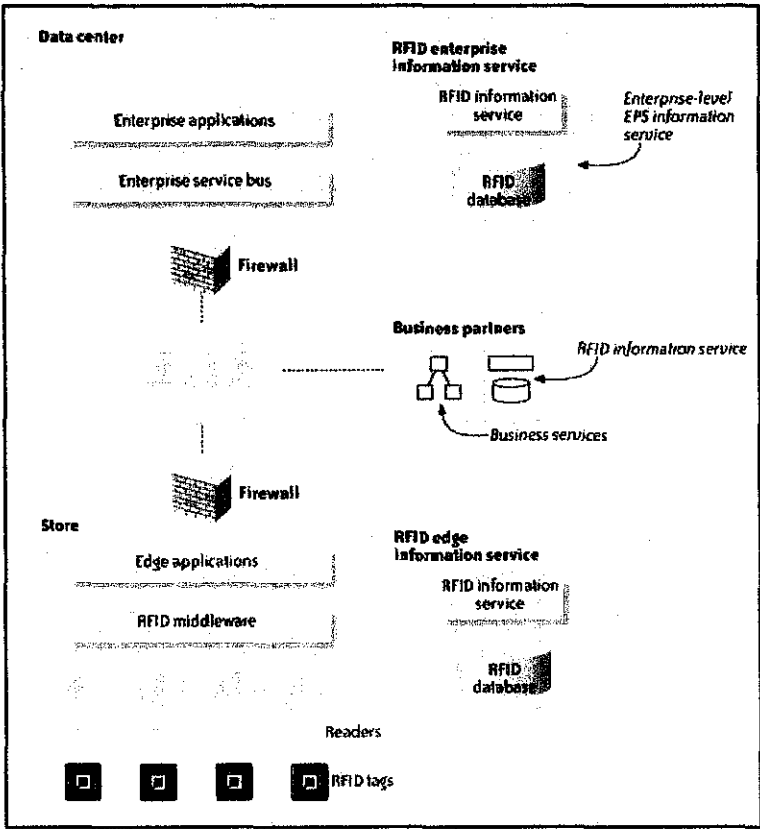 Data center
RFID enterprise
information service
RFID information
service
Enterprise-level
EPS information
service
Enterprise applications
Enterprise service bus
RFID
database
Firewall
Business partners
RFID information service
Business services
Firewall
Store
RFID edge
information service
Edge applications
RFID information
service
RFID middleware
RFID
database
Readers
RFID tags